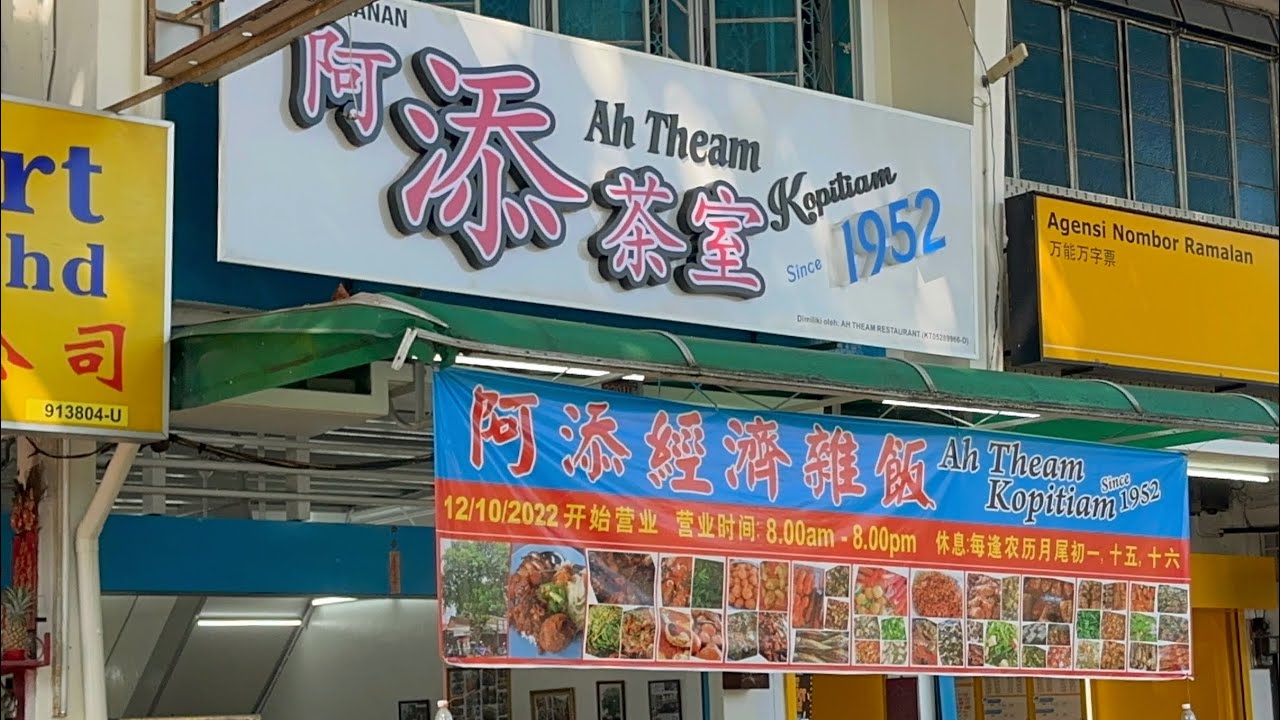 ANAN
阿添茶室
Ah Theam
Kopitiam
Since 1952
Dimiliki oleh: AH THEAM RESTAURANT
rt
hd
公司
913804-U
Agensi Nombor Ramalan
万能万字票
阿添經濟雜飯
Ah Theam
Kopitiam
Since
1952
12/10/2022 开始营业 营业时间: 8.00am - 8.00pm 休息:每逢农历月尾初一,十五,十六